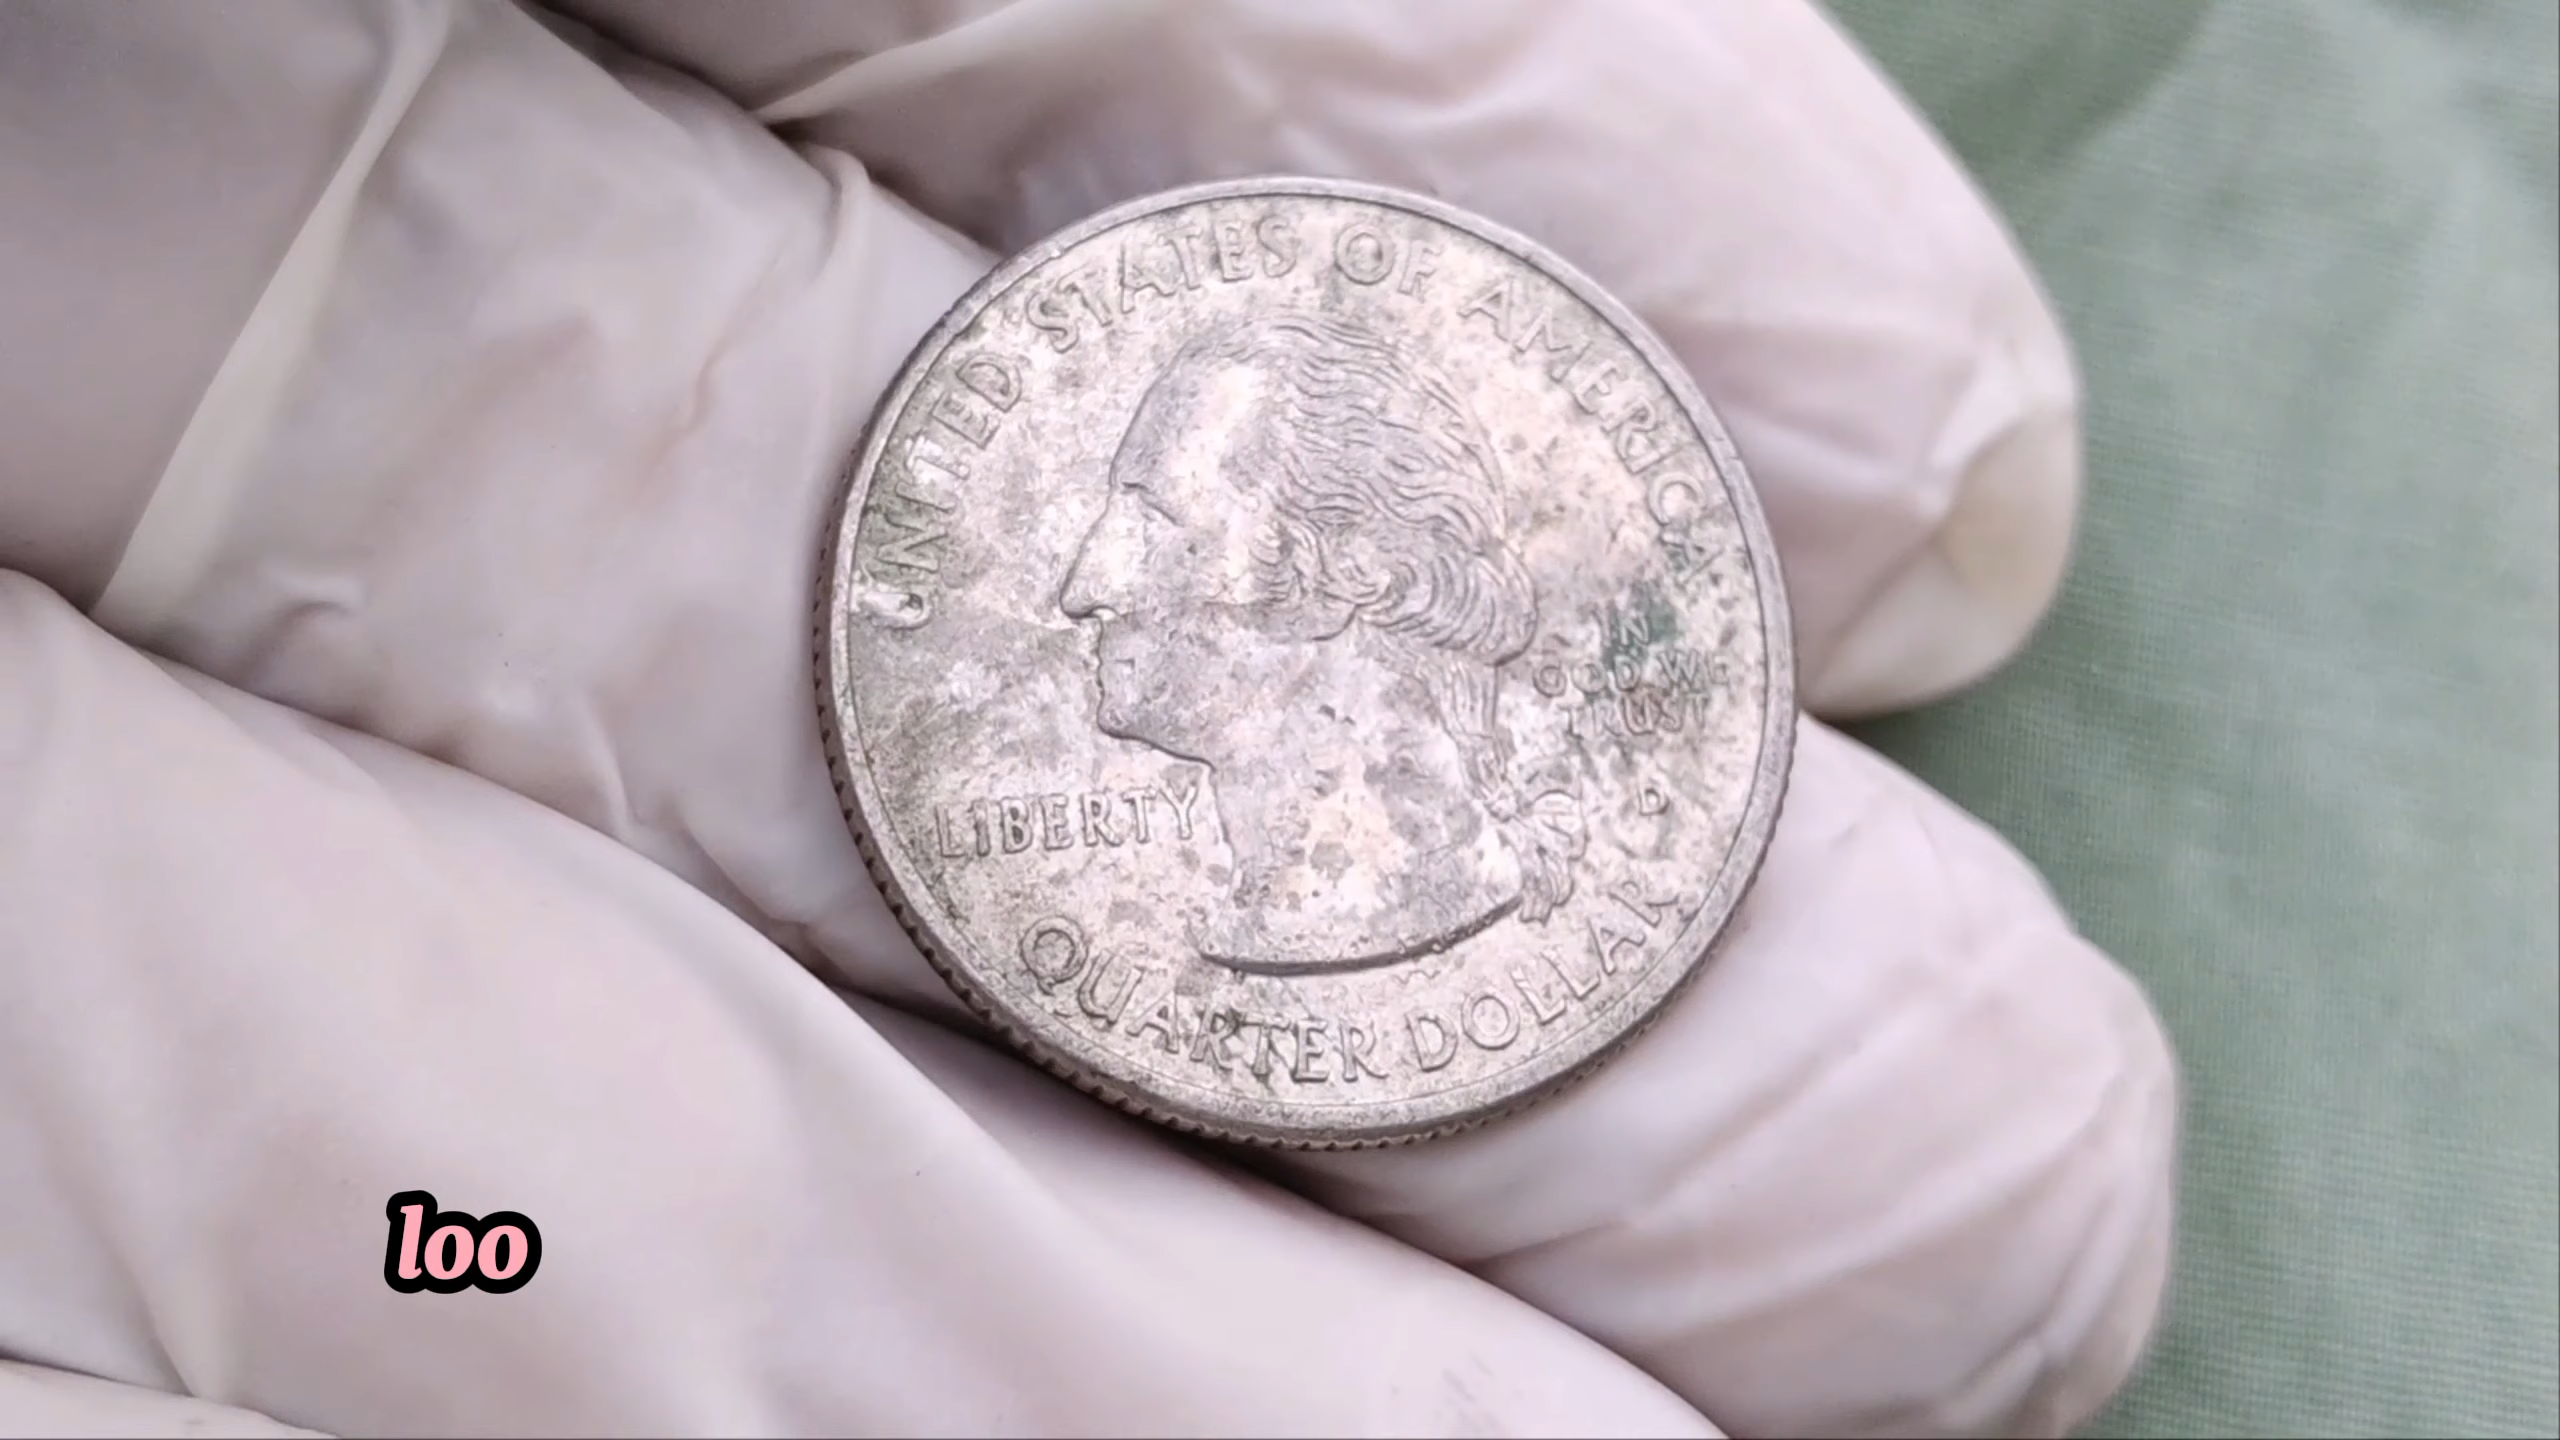 UNITED STATES OF AMERICA
IN
GOD WE
TRUST
LIBERTY
D
QUARTER DOLLAR
loo